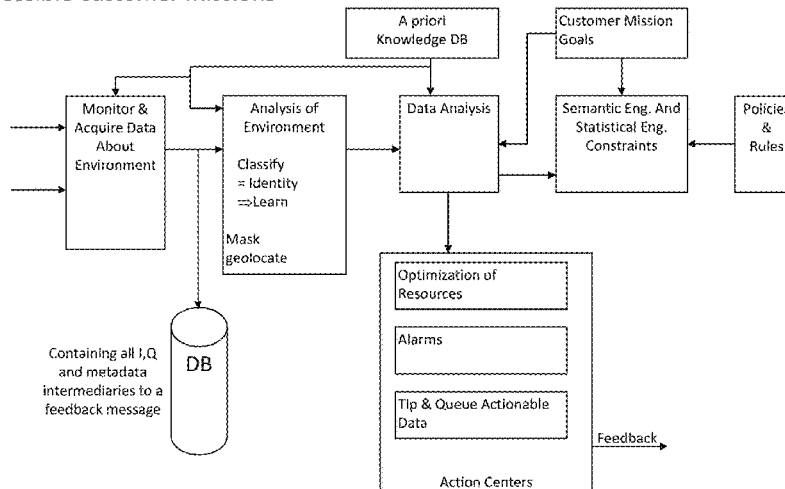 A priori
Knowledge DB
Customer Mission
Goals
Monitor &
Acquire Data
About
Environment
Analysis of
Environment
Classify
= Identity
⇒Learn
Mask
geolocate
Data Analysis
Semantic Eng. And
Statistical Eng.
Constraints
Policies
&
Rules
Optimization of
Resources
Alarms
Tip & Queue Actionable
Data
Action Centers
Feedback
DB
Containing all I,Q
and metadata
intermediaries to a
feedback message